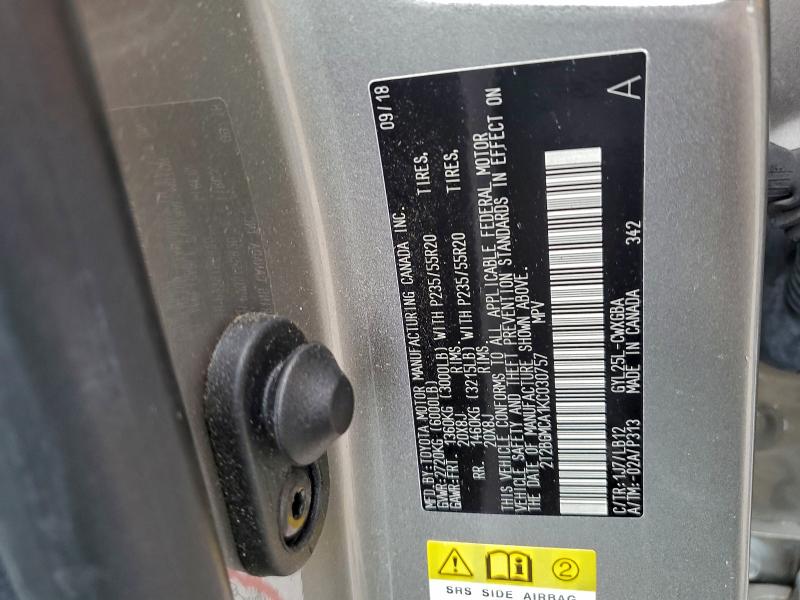 MFD.BY:TOYOTA MOTOR MANUFACTURING CANADA INC. 09/18
GVWR:2720KG(6000LB)
GAWR:FRT 1360KG (3000LB) WITH P235/55R20 TIRES,
20X8J RIMS,
RR. 1460KG (3215LB) WITH P235/55R20 TIRES,
20X8J RIMS.
THIS VEHICLE CONFORMS TO ALL APPLICABLE FEDERAL MOTOR
VEHICLE SAFETY AND THEFT PREVENTION STANDARDS IN EFFECT ON
THE DATE OF MANUFACTURE SHOWN ABOVE.
2T2BGMCA1KC030757 MPV
C/TR:1J7/LB12 GYL25L-CWXGBA
A/TM:-02A/P313 MADE IN CANADA 342 A
2
SRS SIDE AIRBAG